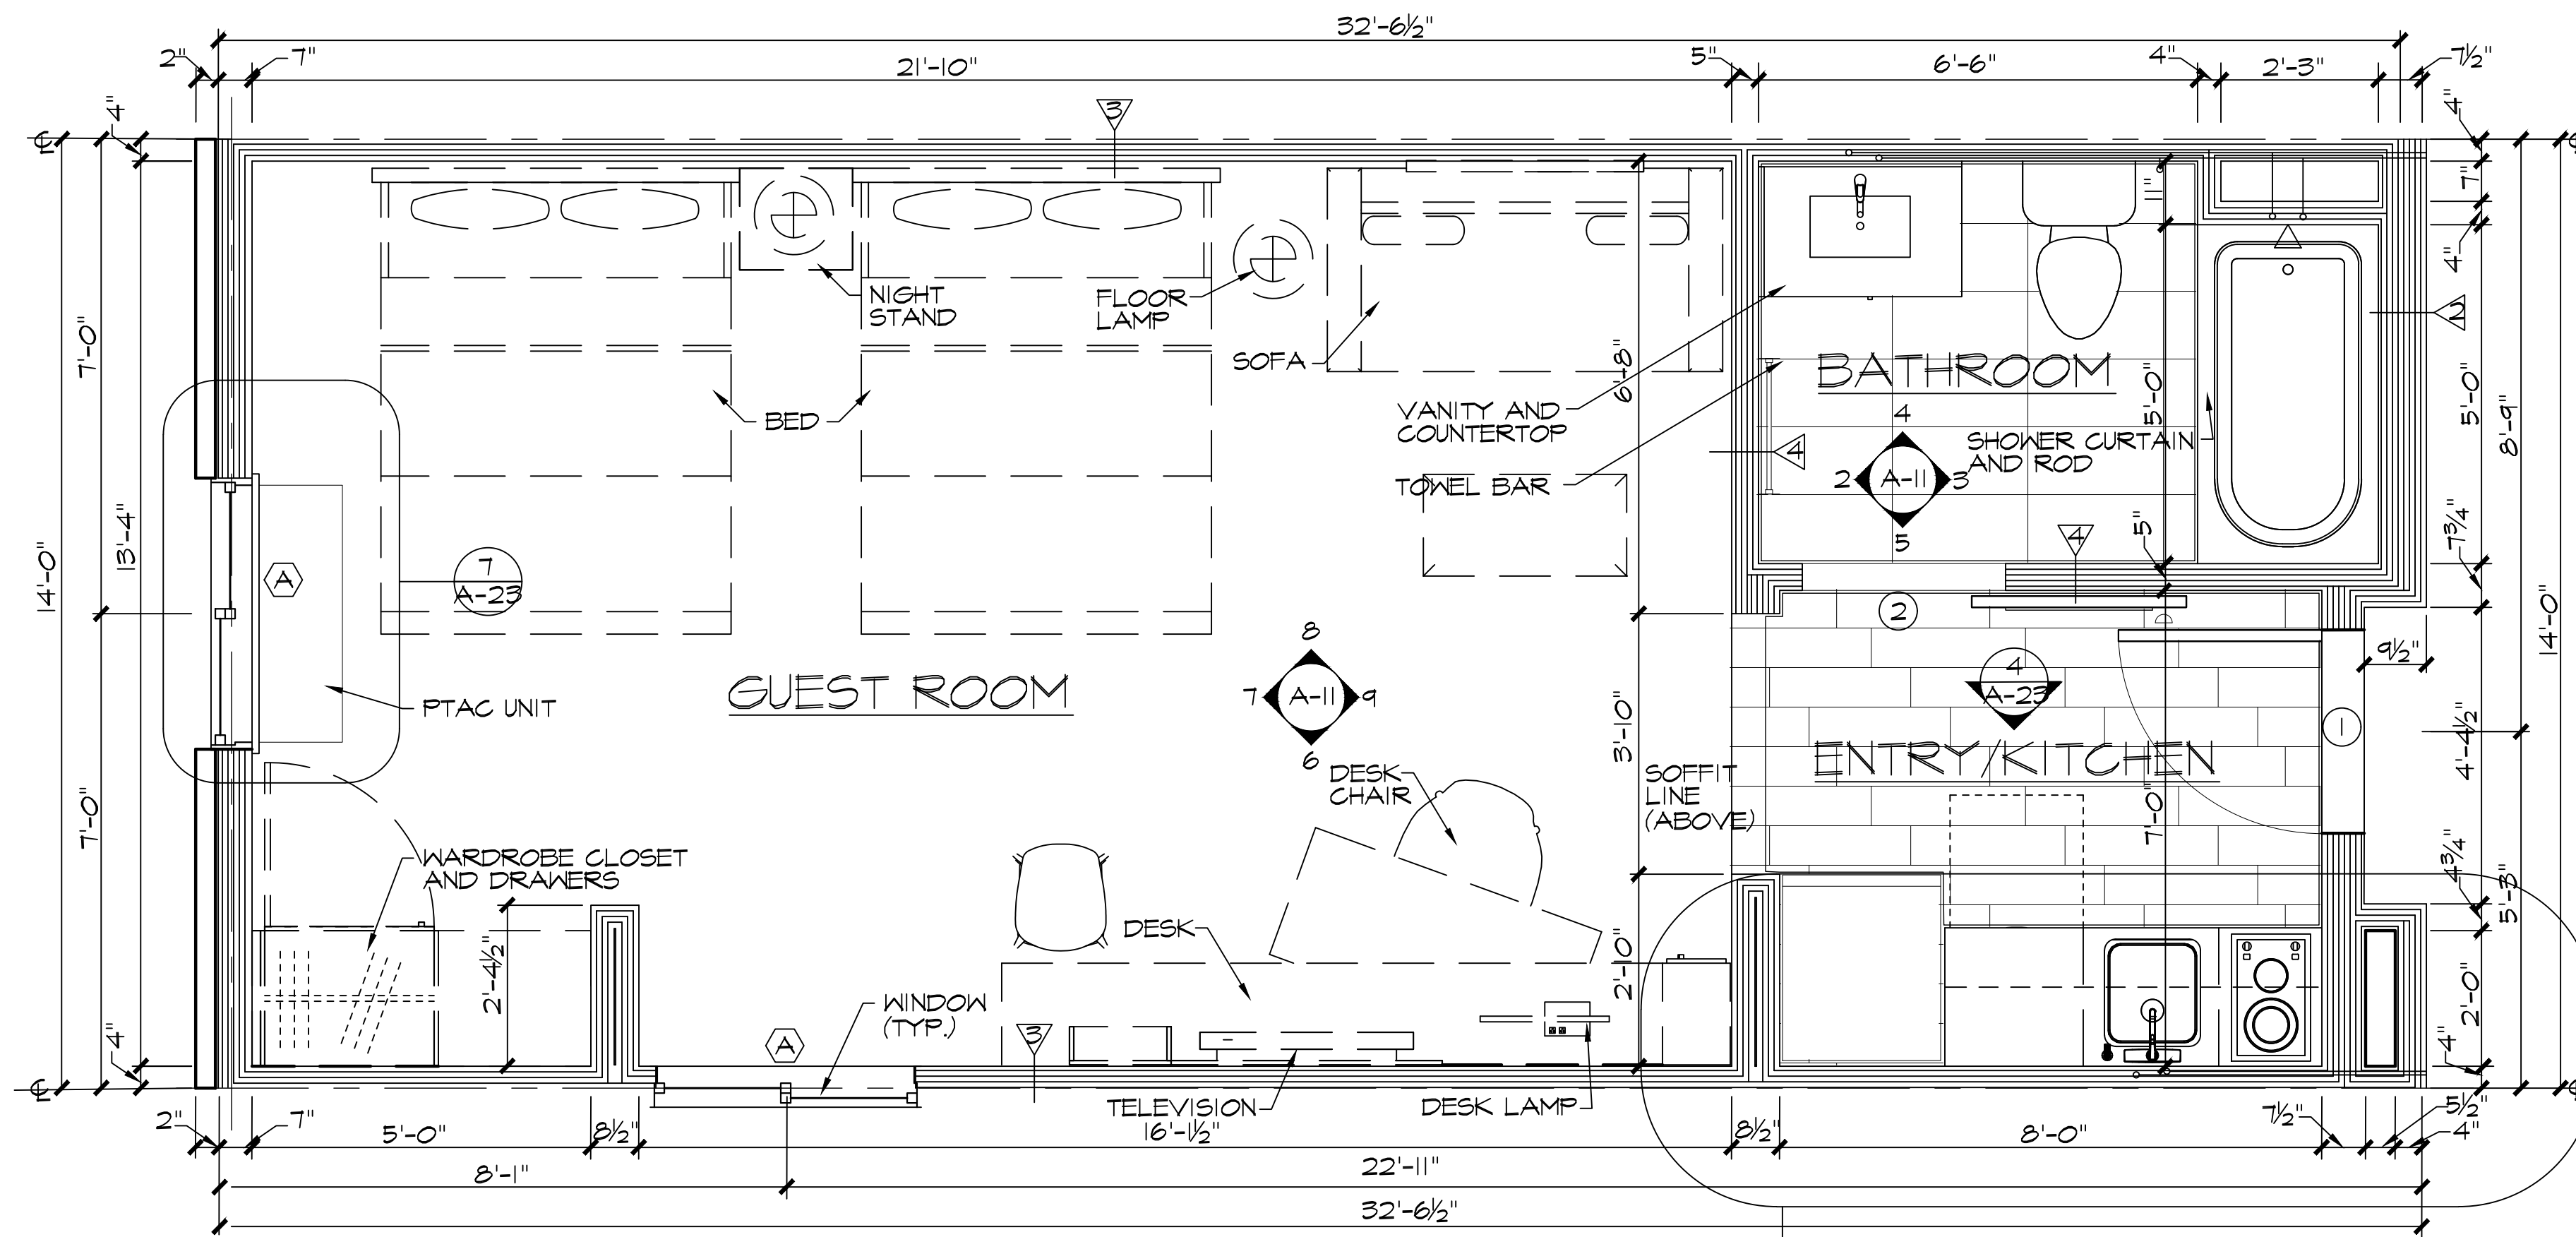 32'-6½"
2"
7"
21'-10"
5"
6'-6"
4"
2'-3"
7½"
4"
4"
3
℄
7"
4"
11"
NIGHT
STAND
FLOOR
LAMP
SOFA
BED
7'-0"
14'-0"
13'-4"
7'-0"
6'-8"
BATHROOM
VANITY AND
COUNTERTOP
TOWEL BAR
4
4
2 A-11 3
5
SHOWER CURTAIN
AND ROD
5'-0"
5"
4
2
5'-0"
8'-9"
7¾"
14'-0"
A
7
A-23
PTAC UNIT
GUEST ROOM
8
7 A-11 9
6
3'-10"
2
4
A-23
ENTRY/KITCHEN
7'-0"
1
9½"
4'-4½"
4¾"
5'-3"
2'-0"
4"
DESK
CHAIR
SOFFIT
LINE
(ABOVE)
WARDROBE CLOSET
AND DRAWERS
2'-4½"
DESK
2'-10"
WINDOW
(TYP.)
A
3
4"
℄
TELEVISION
DESK LAMP
2"
7"
5'-0"
8½"
16'-1½"
8½"
8'-0"
7½"
5½"
4"
8'-1"
22'-11"
32'-6½"